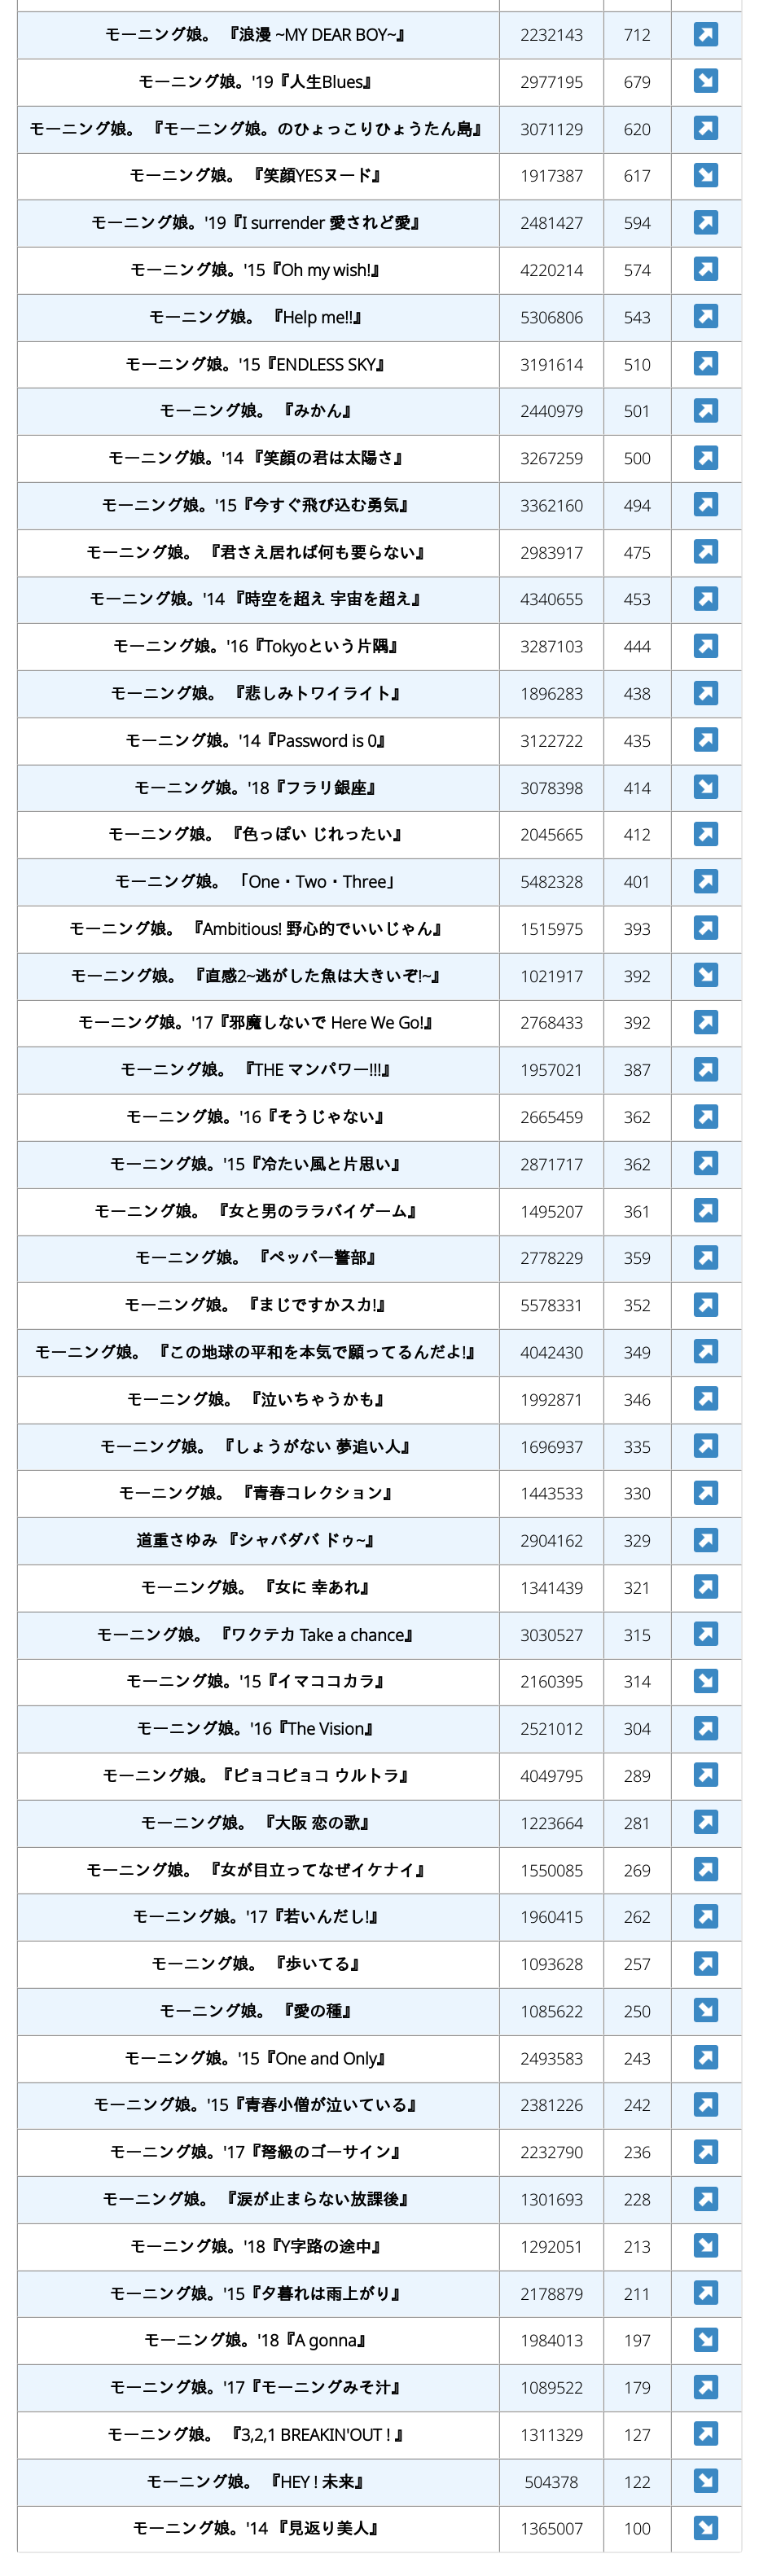 モーニング娘。 『浪漫 ~MY DEAR BOY~』 2232143 712 ↗
モーニング娘。'19『人生Blues』 2977195 679 ↘
モーニング娘。 『モーニング娘。のひょっこりひょうたん島』 3071129 620 ↗
モーニング娘。 『笑顔YESヌード』 1917387 617 ↘
モーニング娘。'19『I surrender 愛されど愛』 2481427 594 ↗
モーニング娘。'15『Oh my wish!』 4220214 574 ↗
モーニング娘。 『Help me!!』 5306806 543 ↗
モーニング娘。'15『ENDLESS SKY』 3191614 510 ↗
モーニング娘。 『みかん』 2440979 501 ↗
モーニング娘。'14 『笑顔の君は太陽さ』 3267259 500 ↗
モーニング娘。'15『今すぐ飛び込む勇気』 3362160 494 ↗
モーニング娘。 『君さえ居れば何も要らない』 2983917 475 ↗
モーニング娘。'14 『時空を超え 宇宙を超え』 4340655 453 ↗
モーニング娘。'16『Tokyoという片隅』 3287103 444 ↗
モーニング娘。 『悲しみトワイライト』 1896283 438 ↗
モーニング娘。'14『Password is 0』 3122722 435 ↗
モーニング娘。'18『フラリ銀座』 3078398 414 ↘
モーニング娘。 『色っぽい じれったい』 2045665 412 ↗
モーニング娘。 「One・Two・Three」 5482328 401 ↗
モーニング娘。 『Ambitious! 野心的でいいじゃん』 1515975 393 ↗
モーニング娘。 『直感2~逃がした魚は大きいぞ!~』 1021917 392 ↘
モーニング娘。'17『邪魔しないで Here We Go!』 2768433 392 ↗
モーニング娘。 『THE マンパワー!!!』 1957021 387 ↗
モーニング娘。'16『そうじゃない』 2665459 362 ↗
モーニング娘。'15『冷たい風と片思い』 2871717 362 ↗
モーニング娘。 『女と男のララバイゲーム』 1495207 361 ↗
モーニング娘。 『ペッパー警部』 2778229 359 ↗
モーニング娘。 『まじですかスカ!』 5578331 352 ↗
モーニング娘。 『この地球の平和を本気で願ってるんだよ!』 4042430 349 ↗
モーニング娘。 『泣いちゃうかも』 1992871 346 ↗
モーニング娘。 『しょうがない 夢追い人』 1696937 335 ↗
モーニング娘。 『青春コレクション』 1443533 330 ↗
道重さゆみ 『シャバダバ ドゥ~』 2904162 329 ↗
モーニング娘。 『女に 幸あれ』 1341439 321 ↗
モーニング娘。 『ワクテカ Take a chance』 3030527 315 ↗
モーニング娘。'15『イマココカラ』 2160395 314 ↘
モーニング娘。'16『The Vision』 2521012 304 ↗
モーニング娘。『ピョコピョコ ウルトラ』 4049795 289 ↗
モーニング娘。 『大阪 恋の歌』 1223664 281 ↗
モーニング娘。 『女が目立ってなぜイケナイ』 1550085 269 ↗
モーニング娘。'17『若いんだし!』 1960415 262 ↗
モーニング娘。 『歩いてる』 1093628 257 ↗
モーニング娘。 『愛の種』 1085622 250 ↘
モーニング娘。'15『One and Only』 2493583 243 ↗
モーニング娘。'15『青春小僧が泣いている』 2381226 242 ↗
モーニング娘。'17『弩級のゴーサイン』 2232790 236 ↗
モーニング娘。 『涙が止まらない放課後』 1301693 228 ↗
モーニング娘。'18『Y字路の途中』 1292051 213 ↘
モーニング娘。'15『夕暮れは雨上がり』 2178879 211 ↗
モーニング娘。'18『A gonna』 1984013 197 ↘
モーニング娘。'17『モーニングみそ汁』 1089522 179 ↗
モーニング娘。 『3,2,1 BREAKIN'OUT ! 』 1311329 127 ↗
モーニング娘。 『HEY ! 未来』 504378 122 ↘
モーニング娘。'14 『見返り美人』 1365007 100 ↘